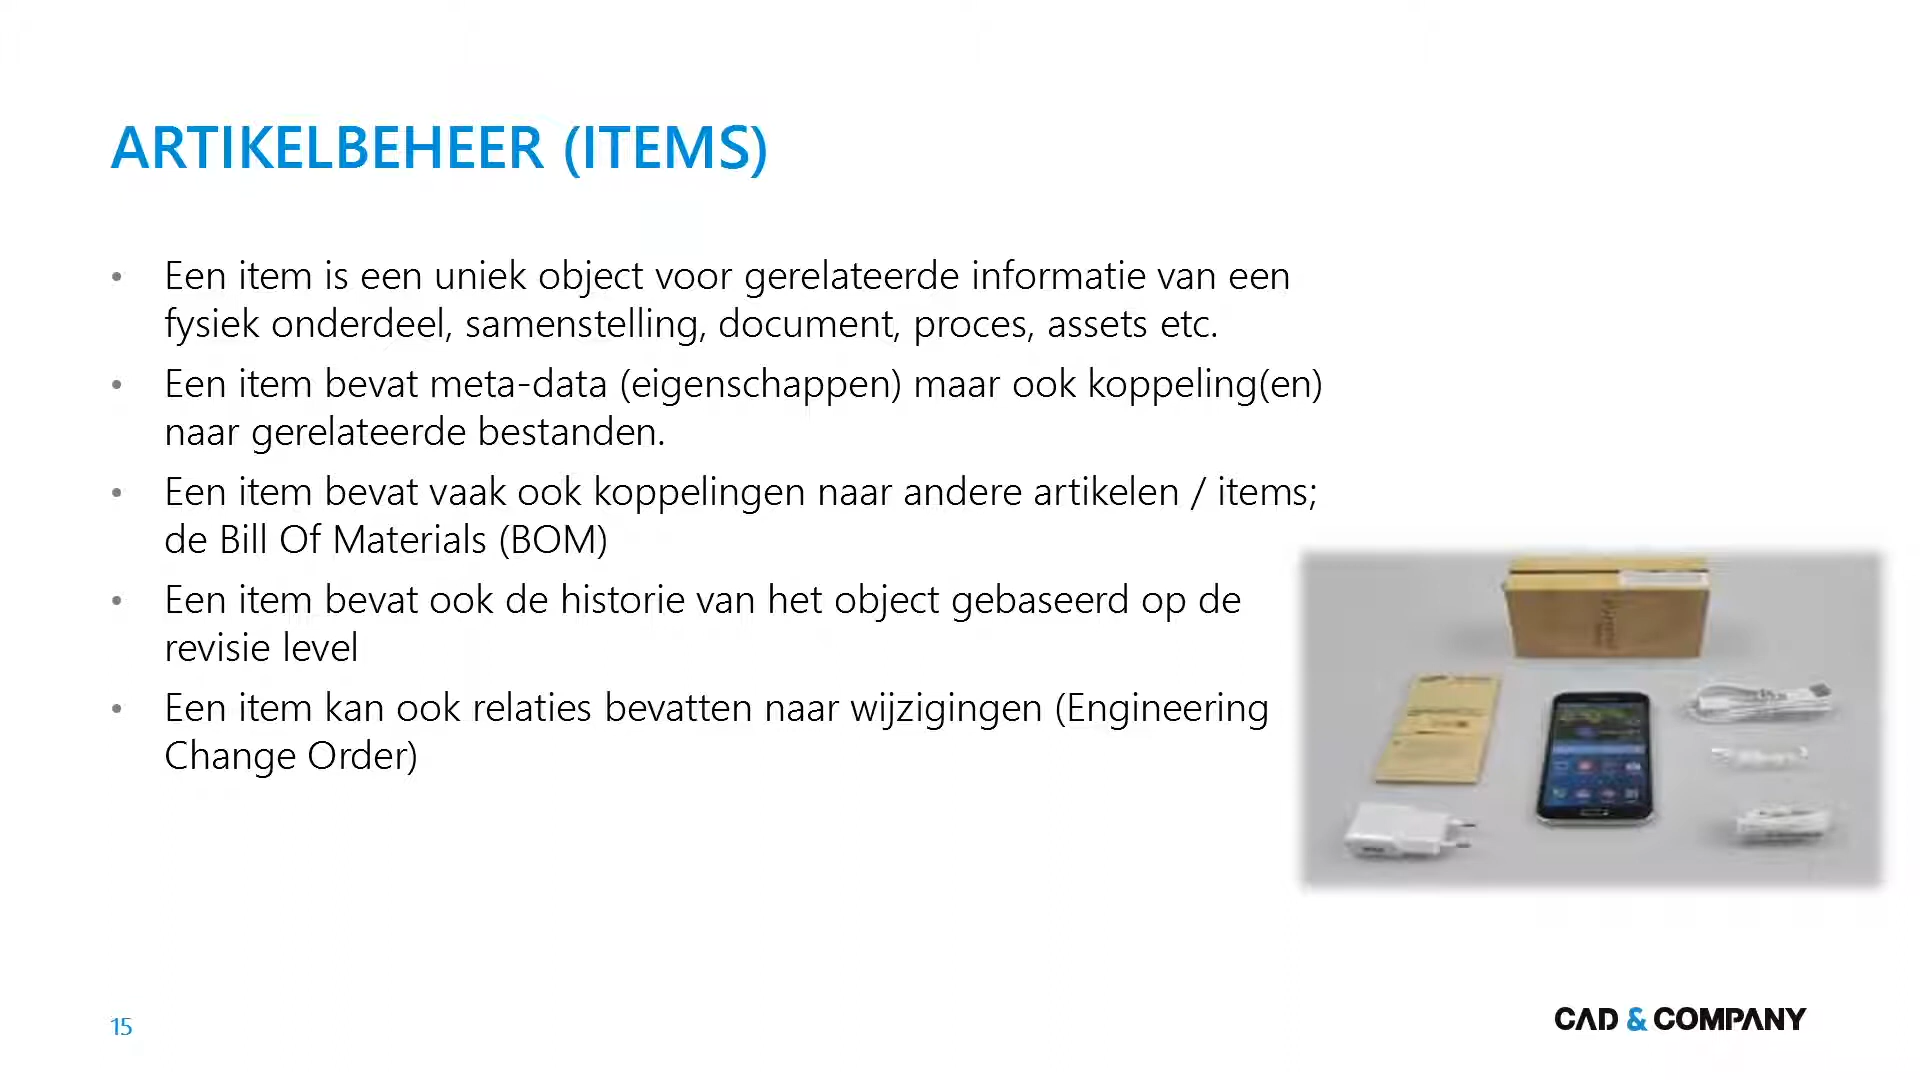 ARTIKELBEHEER (ITEMS)
• Een item is een uniek object voor gerelateerde informatie van een
fysiek onderdeel, samenstelling, document, proces, assets etc.
• Een item bevat meta-data (eigenschappen) maar ook koppeling(en)
naar gerelateerde bestanden.
• Een item bevat vaak ook koppelingen naar andere artikelen / items;
de Bill Of Materials (BOM)
• Een item bevat ook de historie van het object gebaseerd op de
revisie level
• Een item kan ook relaties bevatten naar wijzigingen (Engineering
Change Order)
15
CAD & COMPANY